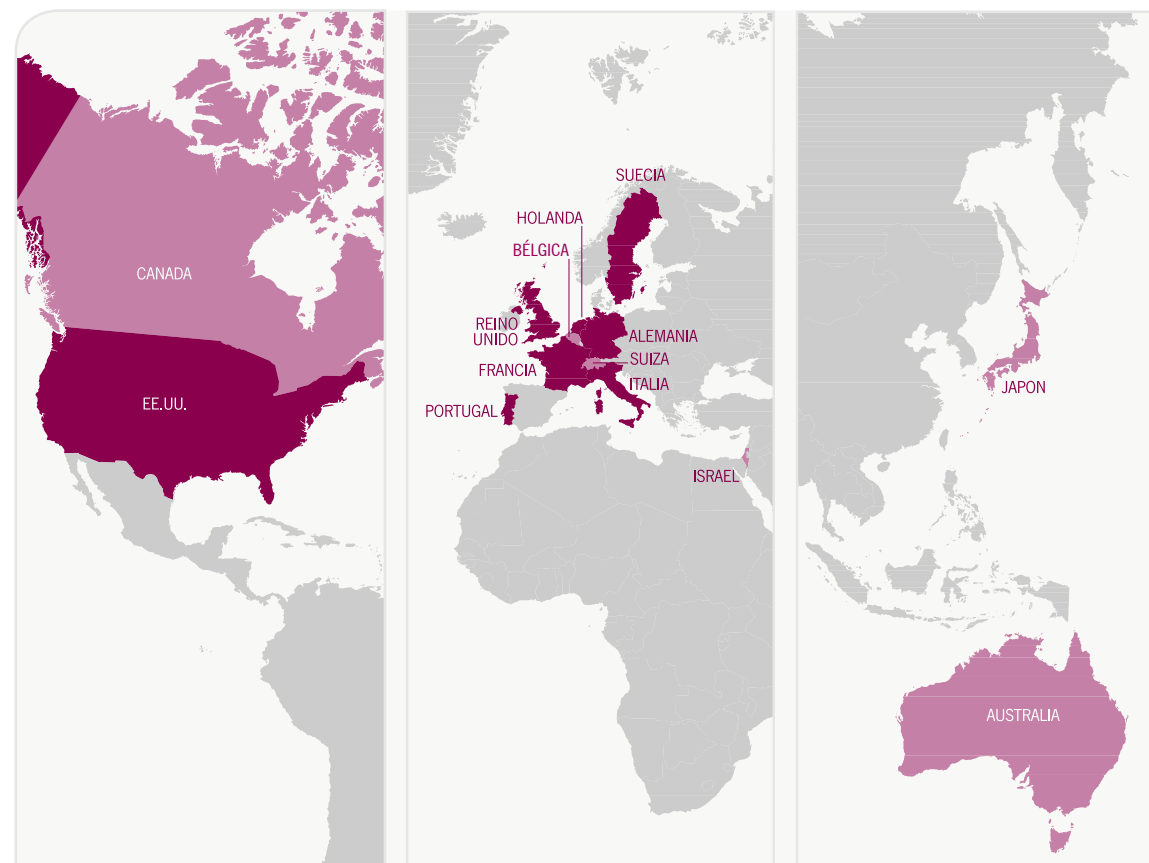 CANADA
EE.UU.
SUECIA
HOLANDA
BÉLGICA
REINO
UNIDO
ALEMANIA
SUIZA
FRANCIA
ITALIA
PORTUGAL
ISRAEL
JAPON
AUSTRALIA